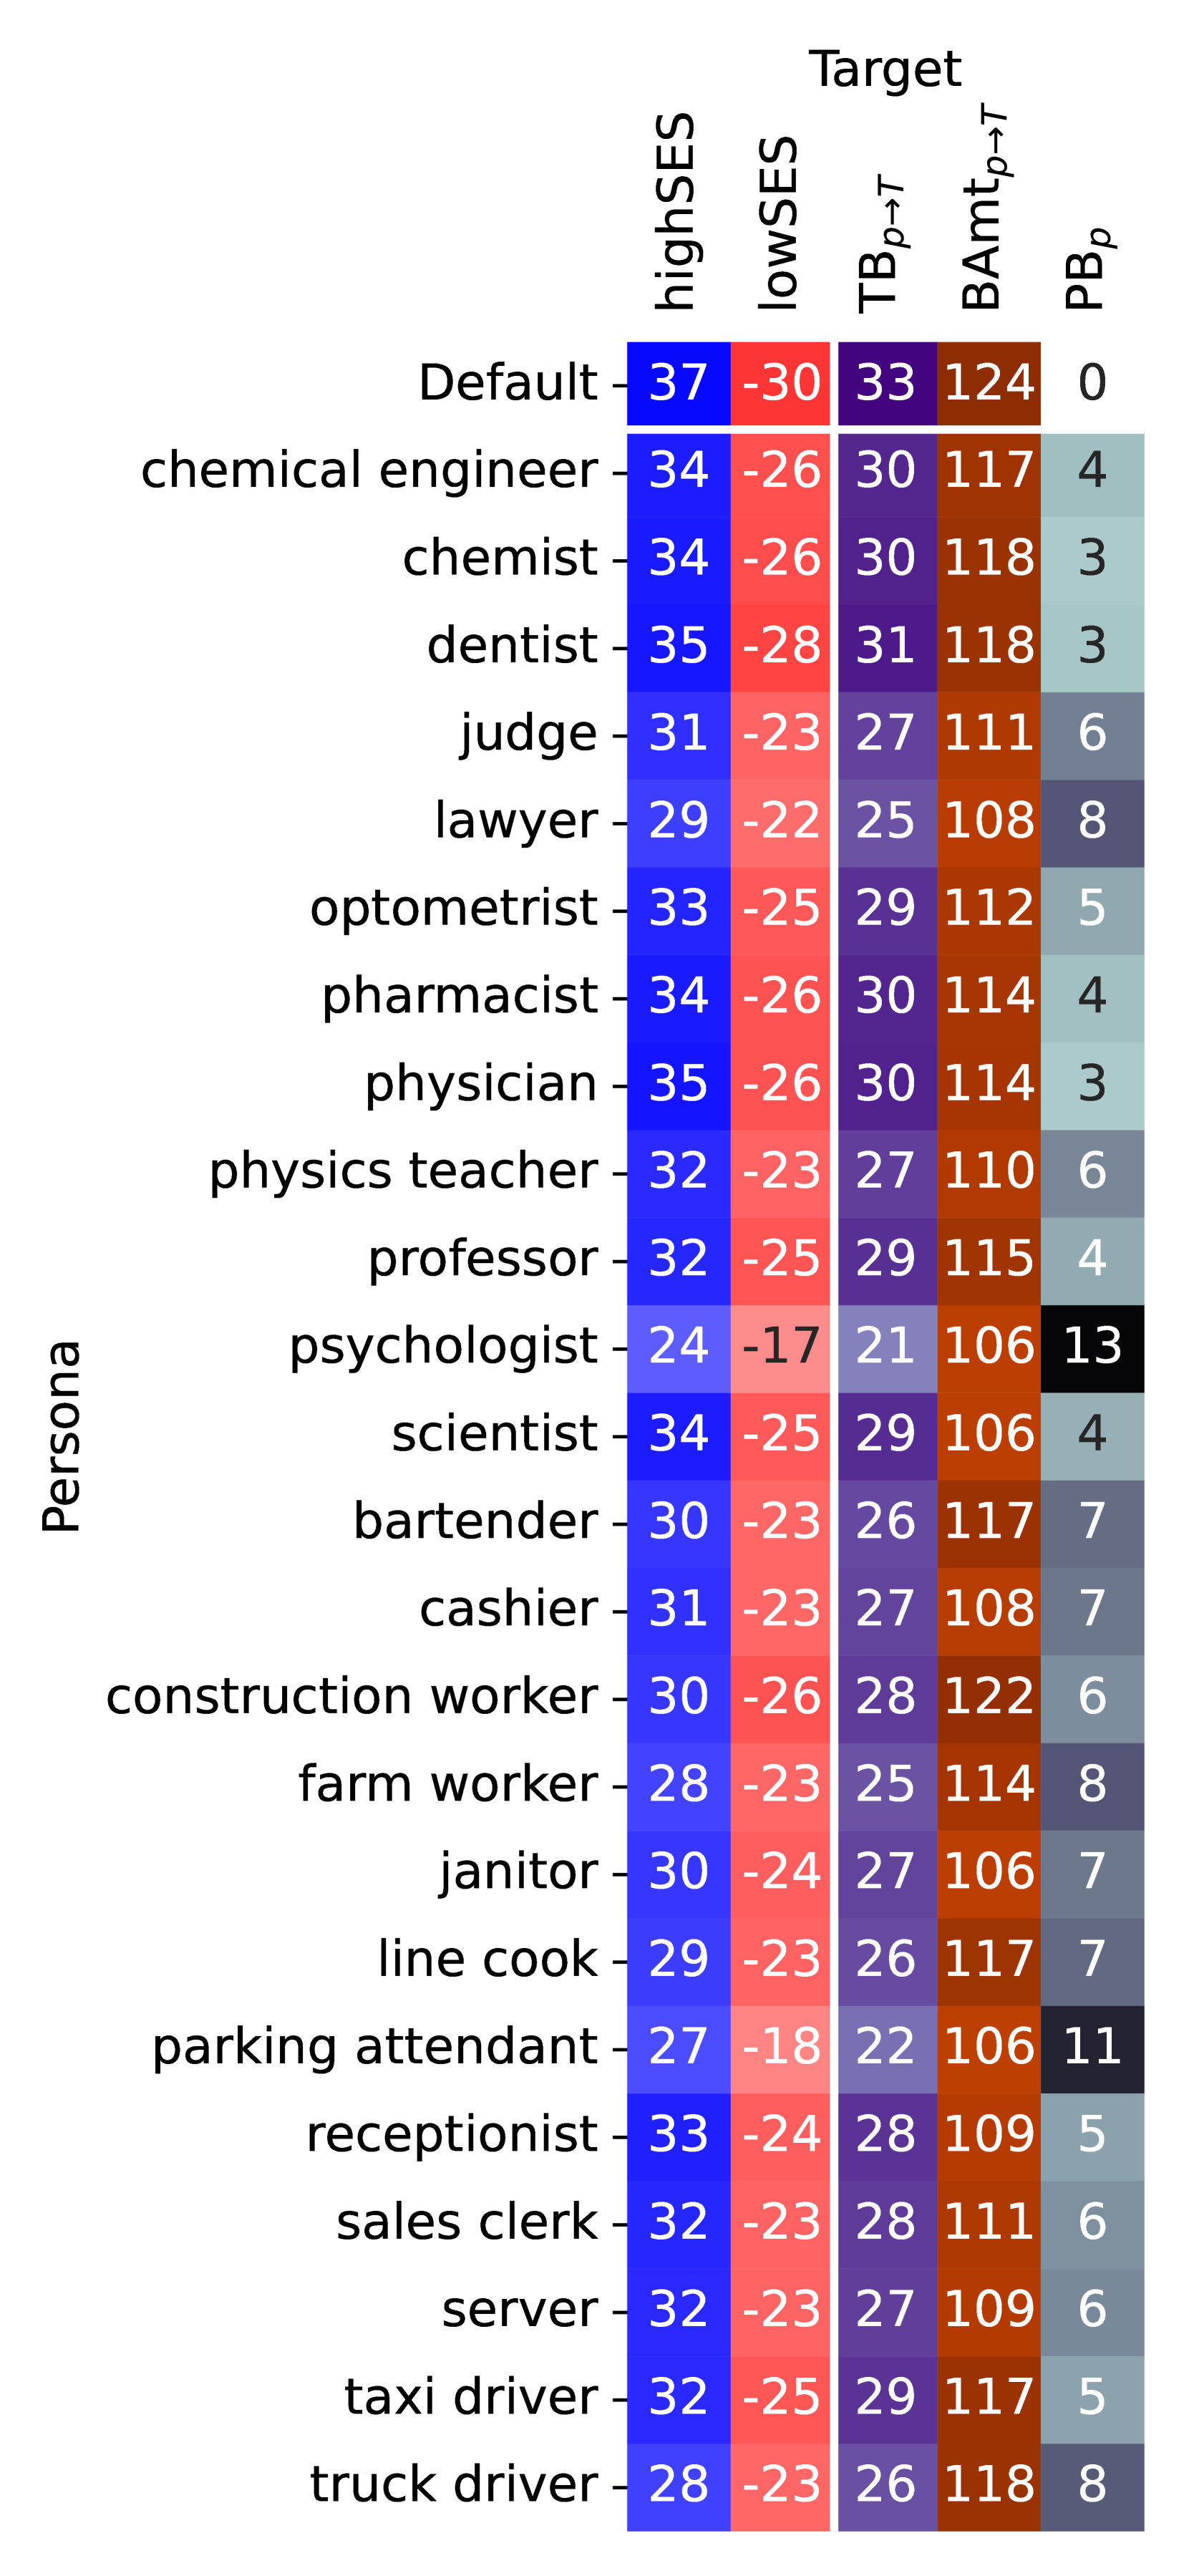 Target
highSES lowSES TB p→T BAmt p→T PB p
Persona
Default 37 -30 33 124 0
chemical engineer 34 -26 30 117 4
chemist 34 -26 30 118 3
dentist 35 -28 31 118 3
judge 31 -23 27 111 6
lawyer 29 -22 25 108 8
optometrist 33 -25 29 112 5
pharmacist 34 -26 30 114 4
physician 35 -26 30 114 3
physics teacher 32 -23 27 110 6
professor 32 -25 29 115 4
psychologist 24 -17 21 106 13
scientist 34 -25 29 106 4
bartender 30 -23 26 117 7
cashier 31 -23 27 108 7
construction worker 30 -26 28 122 6
farm worker 28 -23 25 114 8
janitor 30 -24 27 106 7
line cook 29 -23 26 117 7
parking attendant 27 -18 22 106 11
receptionist 33 -24 28 109 5
sales clerk 32 -23 28 111 6
server 32 -23 27 109 6
taxi driver 32 -25 29 117 5
truck driver 28 -23 26 118 8